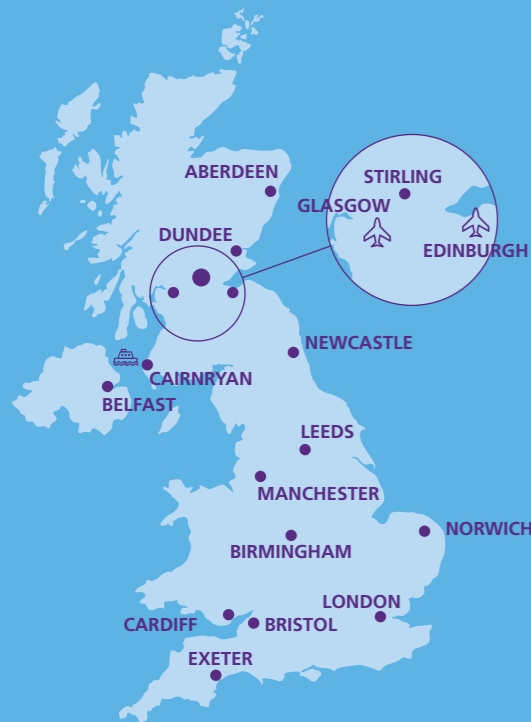 ABERDEEN
STIRLING
GLASGOW
DUNDEE
EDINBURGH
NEWCASTLE
CAIRNRYAN
BELFAST
LEEDS
MANCHESTER
NORWICH
BIRMINGHAM
LONDON
CARDIFF
BRISTOL
EXETER